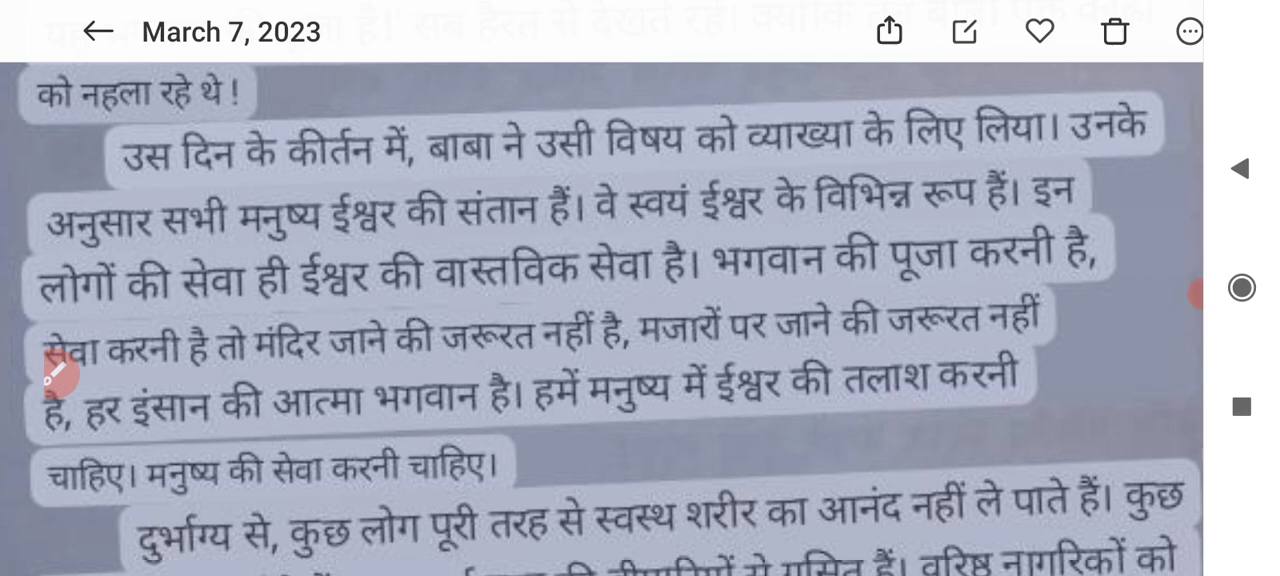 March 7, 2023
को नहला रहे थे !
उस दिन के कीर्तन में, बाबा ने उसी विषय को व्याख्या के लिए लिया। उनके
अनुसार सभी मनुष्य ईश्वर की संतान हैं। वे स्वयं ईश्वर के विभिन्न रूप हैं। इन
लोगों की सेवा ही ईश्वर की वास्तविक सेवा है। भगवान की पूजा करनी है,
सेवा करनी है तो मंदिर जाने की जरूरत नहीं है, मजारों पर जाने की जरूरत नहीं
है, हर इंसान की आत्मा भगवान है। हमें मनुष्य में ईश्वर की तलाश करनी
चाहिए। मनुष्य की सेवा करनी चाहिए।
दुर्भाग्य से, कुछ लोग पूरी तरह से स्वस्थ शरीर का आनंद नहीं ले पाते हैं। कुछ
हैं। वरिष्ठ नागरिकों को